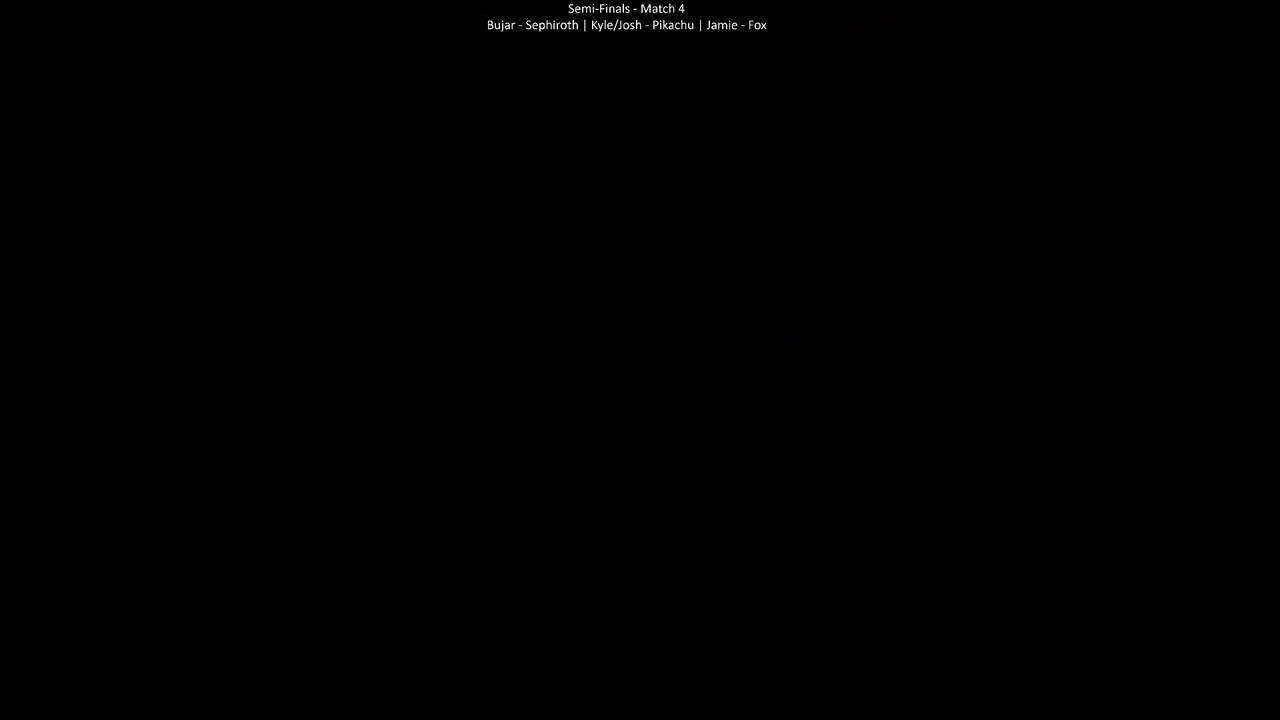 Semi-Finals - Match 4
Bujar - Sephiroth | Kyle/Josh - Pikachu | Jamie - Fox